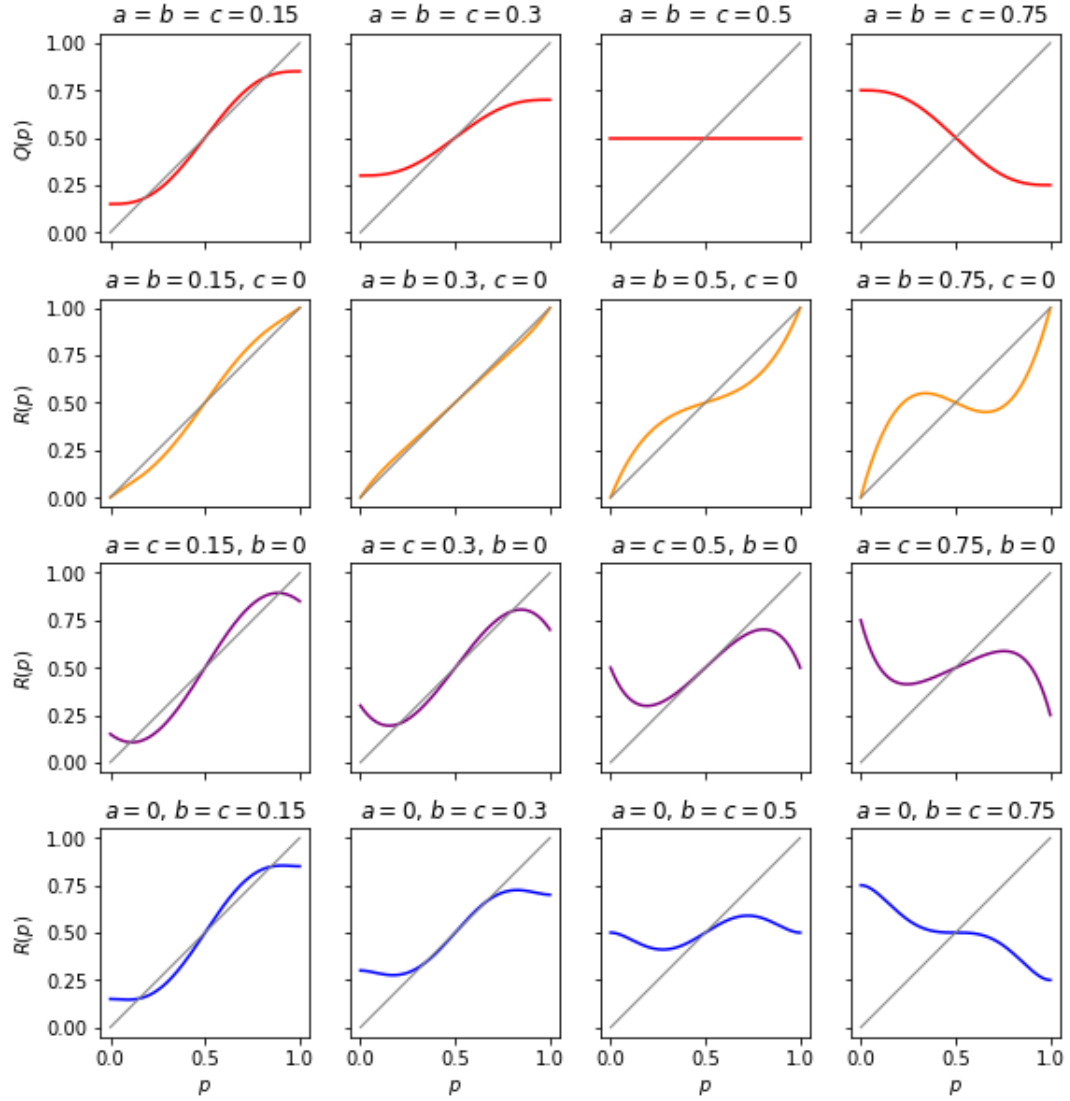 a = b = c = 0.15
a = b = c = 0.3
a = b = c = 0.5
a = b = c = 0.75
1.00
0.75
0.50
0.25
0.00
Q(p)
a = b = 0.15, c = 0
a = b = 0.3, c = 0
a = b = 0.5, c = 0
a = b = 0.75, c = 0
1.00
0.75
0.50
0.25
0.00
R(p)
a = c = 0.15, b = 0
a = c = 0.3, b = 0
a = c = 0.5, b = 0
a = c = 0.75, b = 0
1.00
0.75
0.50
0.25
0.00
R(p)
a = 0, b = c = 0.15
a = 0, b = c = 0.3
a = 0, b = c = 0.5
a = 0, b = c = 0.75
1.00
0.75
0.50
0.25
0.00
R(p)
0.0 0.5 1.0
0.0 0.5 1.0
0.0 0.5 1.0
0.0 0.5 1.0
p
p
p
p